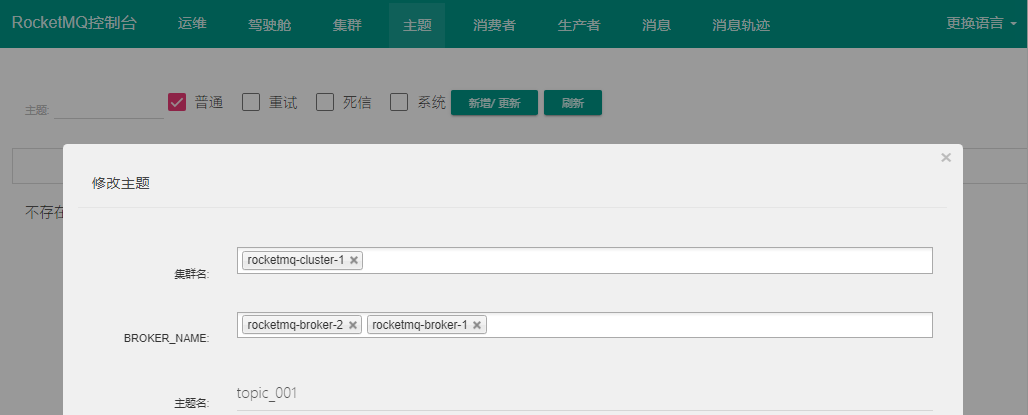 RocketMQ控制台 运维 驾驶舱 集群 主题 消费者 生产者 消息 消息轨迹 更换语言
主题: 普通 重试 死信 系统 新增/ 更新 刷新
×
修改主题
不存在
集群名: rocketmq-cluster-1 ×
BROKER_NAME: rocketmq-broker-2 × rocketmq-broker-1 ×
主题名: topic_001